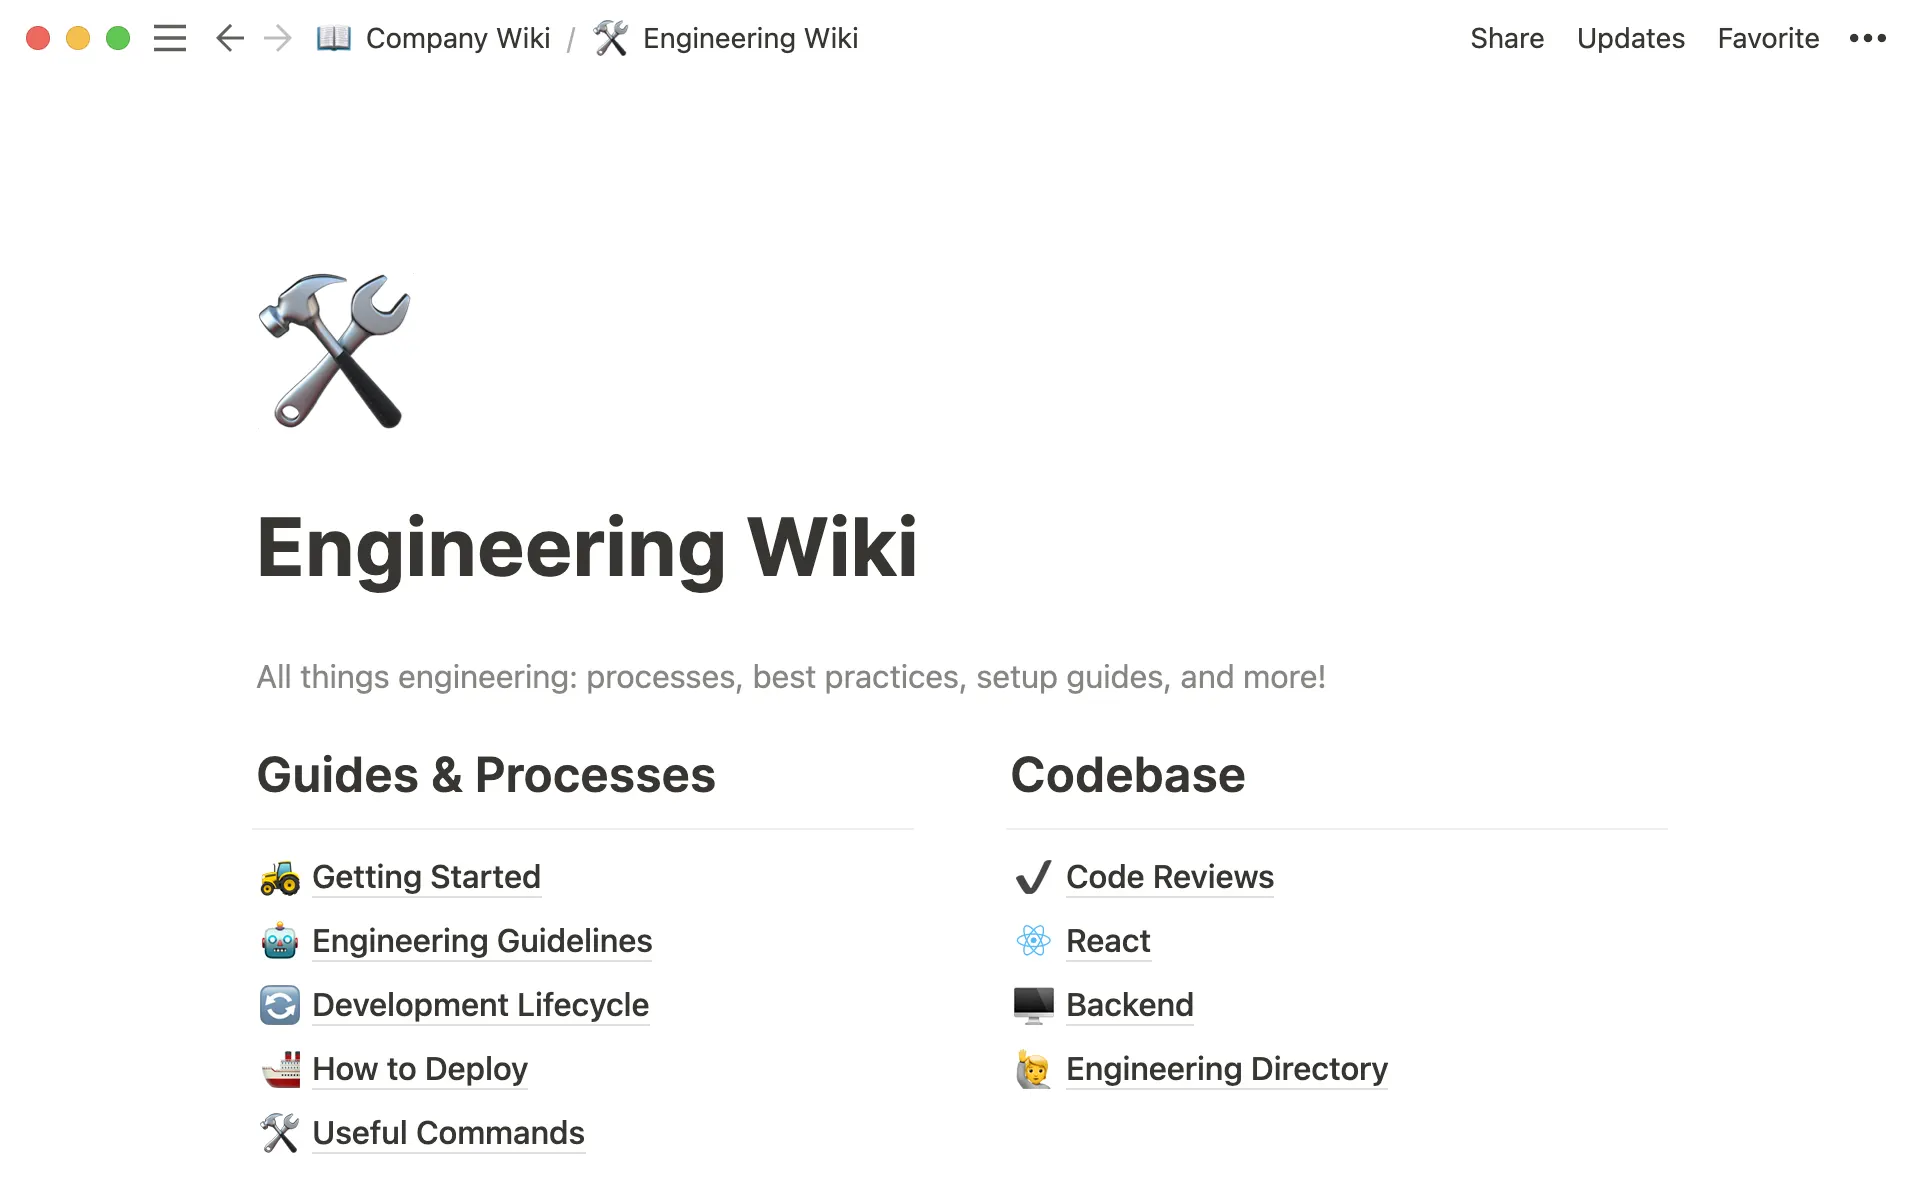 Company Wiki / Engineering Wiki Share Updates Favorite
Engineering Wiki
All things engineering: processes, best practices, setup guides, and more!
Guides & Processes
Getting Started
Engineering Guidelines
Development Lifecycle
How to Deploy
Useful Commands
Codebase
Code Reviews
React
Backend
Engineering Directory